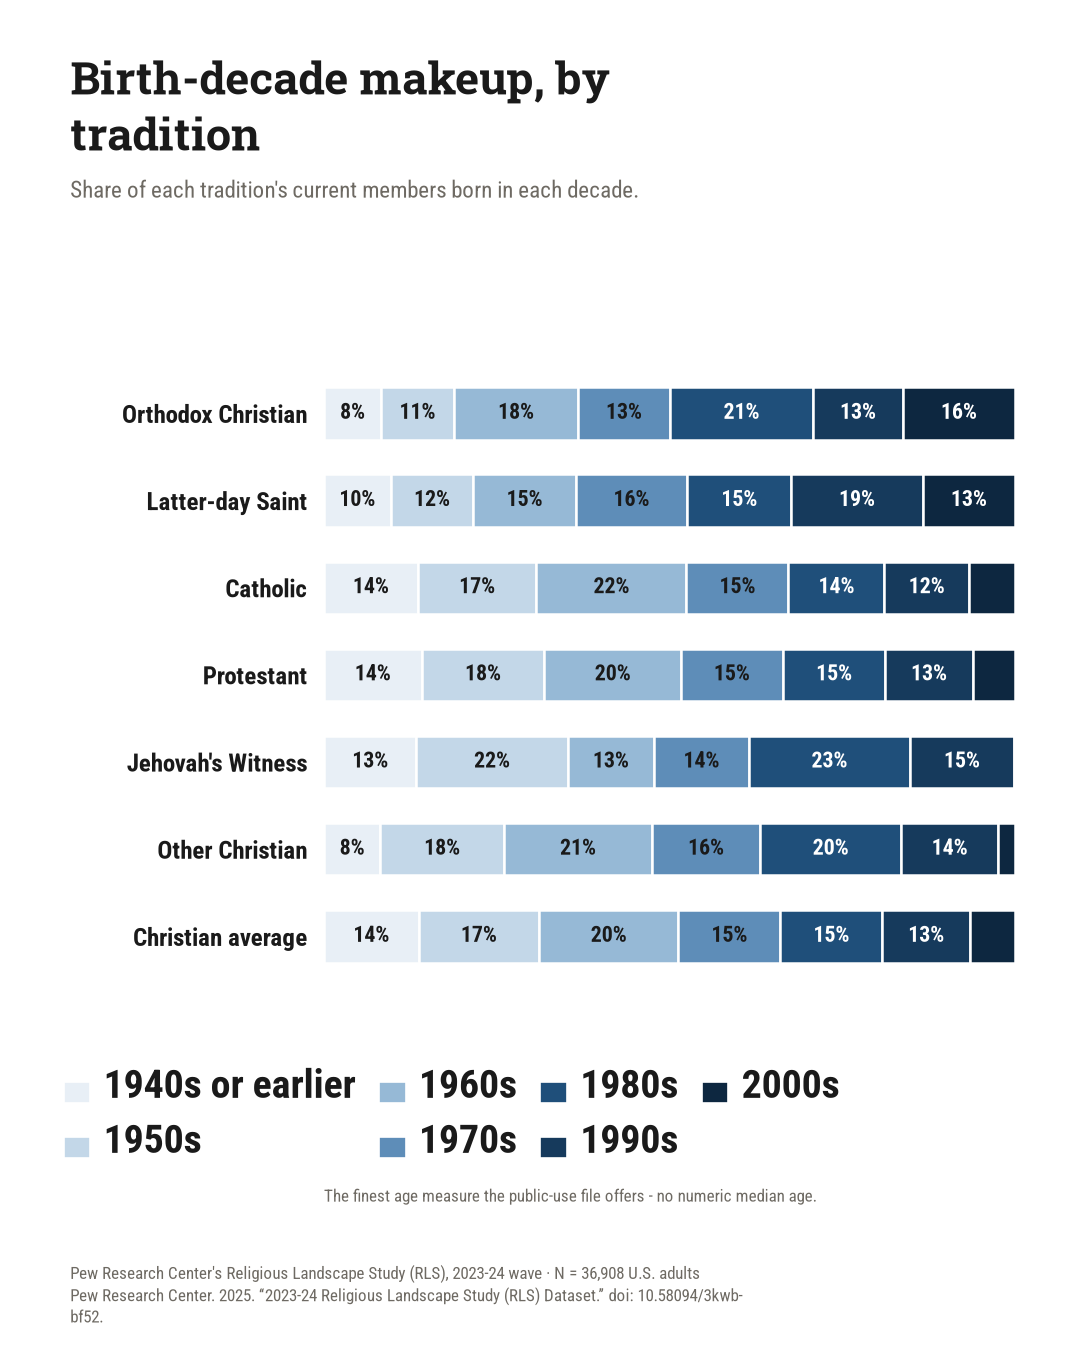 Birth-decade makeup, by
tradition
Share of each tradition's current members born in each decade.
Orthodox Christian 8% 11% 18% 13% 21% 13% 16%
Latter-day Saint 10% 12% 15% 16% 15% 19% 13%
Catholic 14% 17% 22% 15% 14% 12%
Protestant 14% 18% 20% 15% 15% 13%
Jehovah's Witness 13% 22% 13% 14% 23% 15%
Other Christian 8% 18% 21% 16% 20% 14%
Christian average 14% 17% 20% 15% 15% 13%
1940s or earlier 1960s 1980s 2000s
1950s 1970s 1990s
The finest age measure the public-use file offers - no numeric median age.
Pew Research Center's Religious Landscape Study (RLS), 2023-24 wave · N = 36,908 U.S. adults
Pew Research Center. 2025. “2023-24 Religious Landscape Study (RLS) Dataset.” doi: 10.58094/3kwb-
bf52.